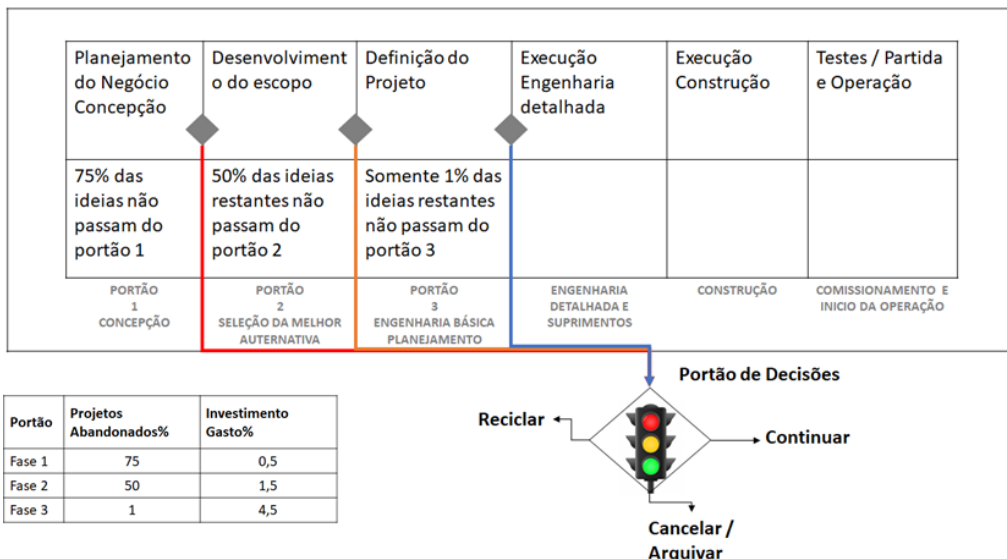 Planejamento
do Negócio
Concepção
Desenvolviment
o do escopo
Definição do
Projeto
Execução
Engenharia
detalhada
Execução
Construção
Testes / Partida
e Operação
75% das
ideias não
passam do
portão 1
50% das ideias
restantes não
passam do
portão 2
Somente 1% das
ideias restantes
não passam do
portão 3
PORTÃO
1
CONCEPÇÃO
PORTÃO
2
SELEÇÃO DA MELHOR
AUTERNATIVA
PORTÃO
3
ENGENHARIA BÁSICA
PLANEJAMENTO
ENGENHARIA
DETALHADA E
SUPRIMENTOS
CONSTRUÇÃO
COMISSIONAMENTO E
INICIO DA OPERAÇÃO
Portão de Decisões
Reciclar
Continuar
Cancelar /
Arquivar
Portão
Projetos
Abandonados%
Investimento
Gasto%
Fase 1 75 0,5
Fase 2 50 1,5
Fase 3 1 4,5